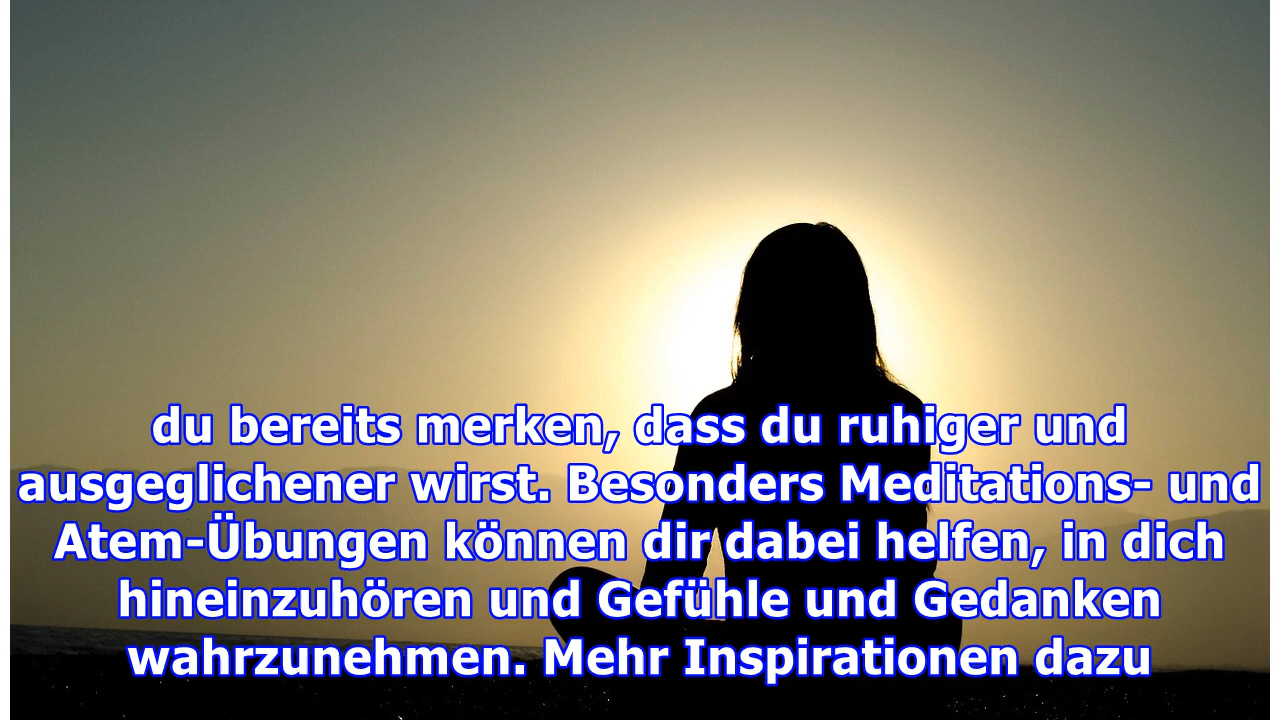 du bereits merken, dass du ruhiger und
ausgeglichener wirst. Besonders Meditations- und
Atem-Übungen können dir dabei helfen, in dich
hineinzuhören und Gefühle und Gedanken
wahrzunehmen. Mehr Inspirationen dazu